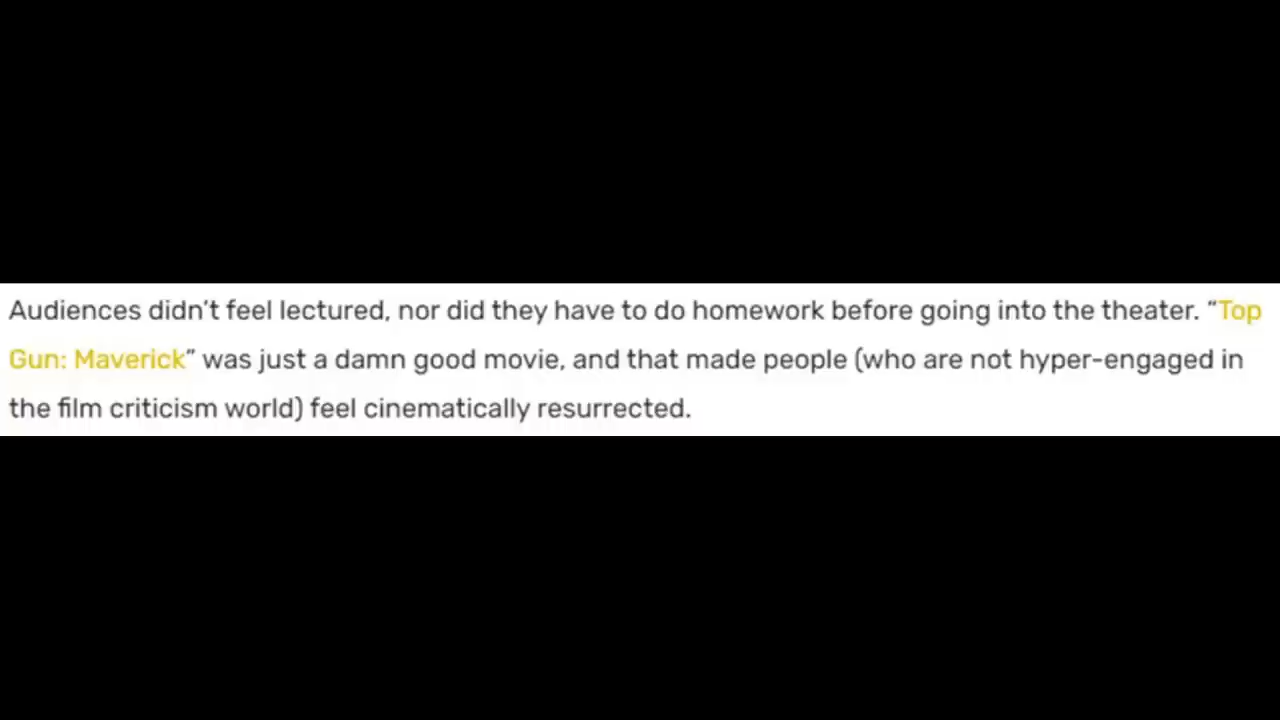 Audiences didn’t feel lectured, nor did they have to do homework before going into the theater. “Top
Gun: Maverick” was just a damn good movie, and that made people (who are not hyper-engaged in
the film criticism world) feel cinematically resurrected.